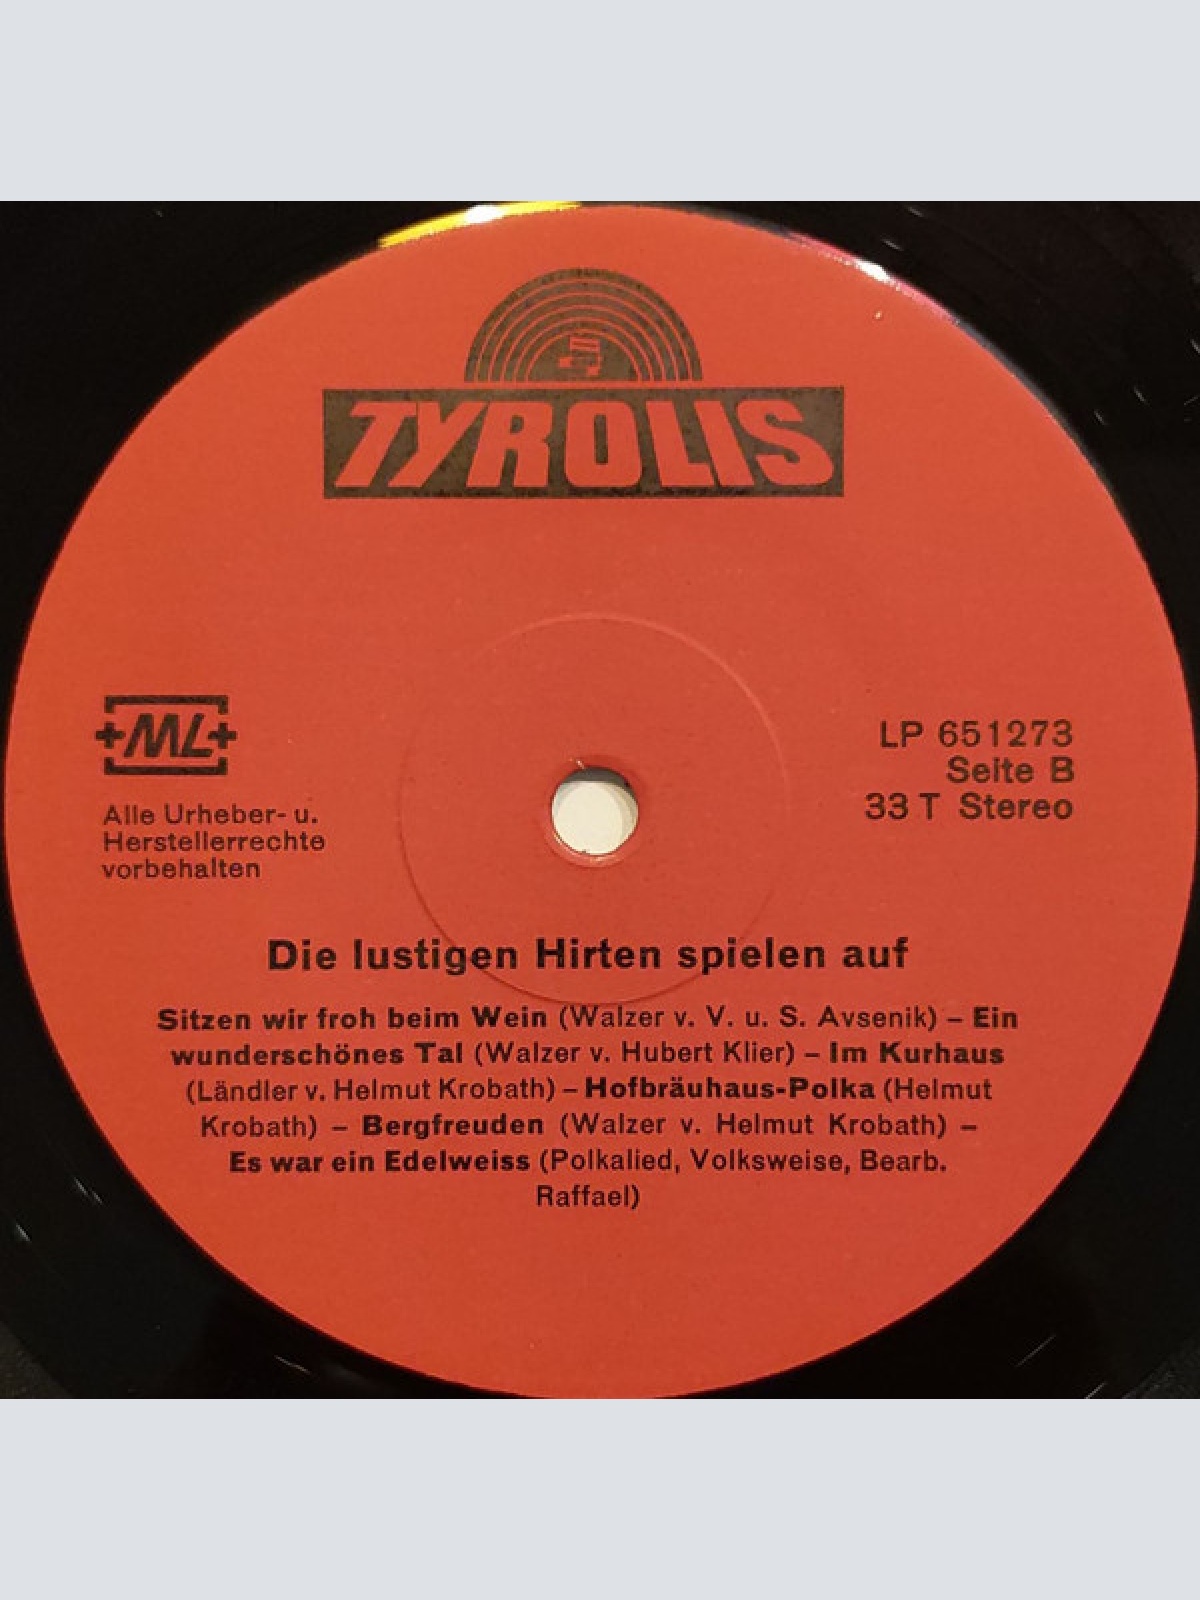 TYROLIS
+ML+
Alle Urheber- u.
Herstellerrechte
vorbehalten
LP 651273
Seite B
33 T Stereo
Die lustigen Hirten spielen auf
Sitzen wir froh beim Wein (Walzer v. V. u. S. Avsenik) – Ein
wunderschönes Tal (Walzer v. Hubert Klier) – Im Kurhaus
(Ländler v. Helmut Krobath) – Hofbräuhaus-Polka (Helmut
Krobath) – Bergfreuden (Walzer v. Helmut Krobath) –
Es war ein Edelweiss (Polkalied, Volksweise, Bearb.
Raffael)